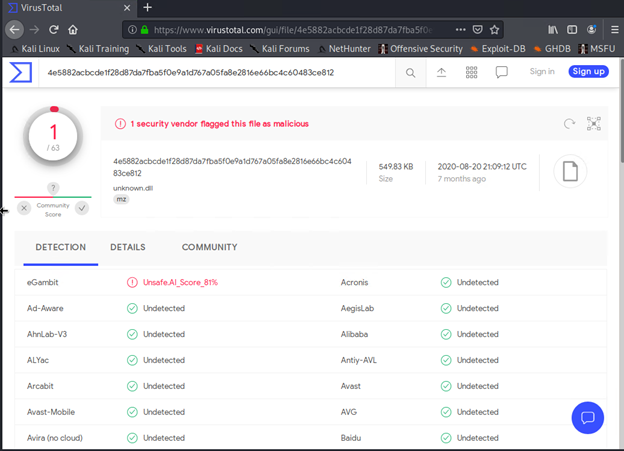 VirusTotal
https://www.virustotal.com/gui/file/4e5882acbcde1f28d87da7fba5f0e
Kali Linux Kali Training Kali Tools Kali Docs Kali Forums NetHunter Offensive Security Exploit-DB GHDB MSFU
4e5882acbcde1f28d87da7fba5f0e9a1d767a05fa8e2816e66bc4c60483ce812
Sign in Sign up
1
/ 63
?
Community
Score
1 security vendor flagged this file as malicious
4e5882acbcde1f28d87da7fba5f0e9a1d767a05fa8e2816e66bc4c604
83ce812
unknown.dll
mz
549.83 KB
Size
2020-08-20 21:09:12 UTC
7 months ago
DETECTION DETAILS COMMUNITY
eGambit Unsafe.AI_Score_81% Acronis Undetected
Ad-Aware Undetected AegisLab Undetected
AhnLab-V3 Undetected Alibaba Undetected
ALYac Undetected Antiy-AVL Undetected
Arcabit Undetected Avast Undetected
Avast-Mobile Undetected AVG Undetected
Avira (no cloud) Undetected Baidu Undetected